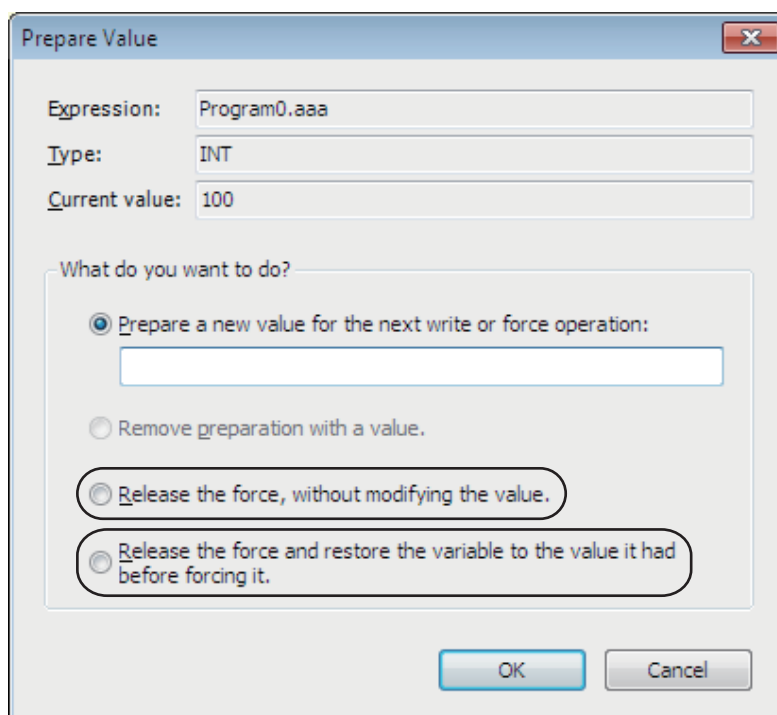 Prepare Value
Expression: Program0.aaa
Type: INT
Current value: 100
What do you want to do?
Prepare a new value for the next write or force operation:
Remove preparation with a value.
Release the force, without modifying the value.
Release the force and restore the variable to the value it had
before forcing it.
OK Cancel